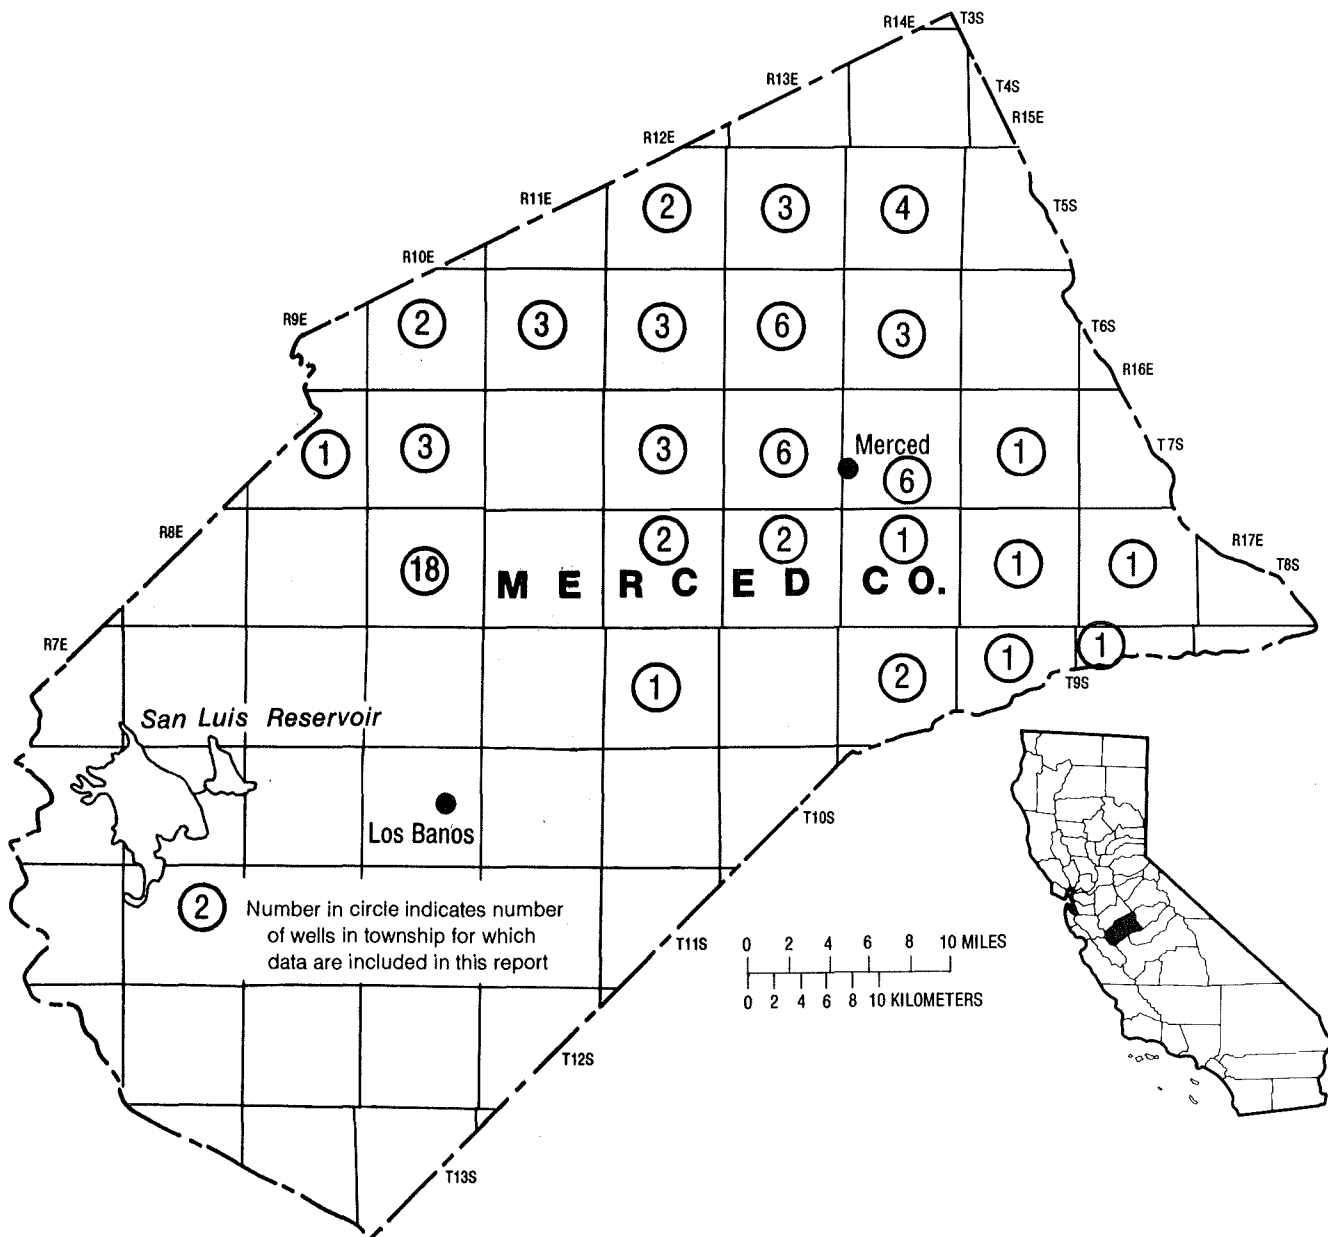 R14E T3S
R13E
T4S
R15E
R12E
R11E
2 3 4
T5S
R10E
R9E
2 3 3 6 3
T6S
R16E
1 3 3 6 Merced 1
6
T7S
R8E
2 2 1
18 1 1
R17E
T8S
MERCED CO.
R7E
1 2 1 1
T9S
San Luis Reservoir
Los Banos
T10S
2 Number in circle indicates number
of wells in township for which
data are included in this report
T11S
0 2 4 6 8 10 MILES
0 2 4 6 8 10 KILOMETERS
T12S
T13S